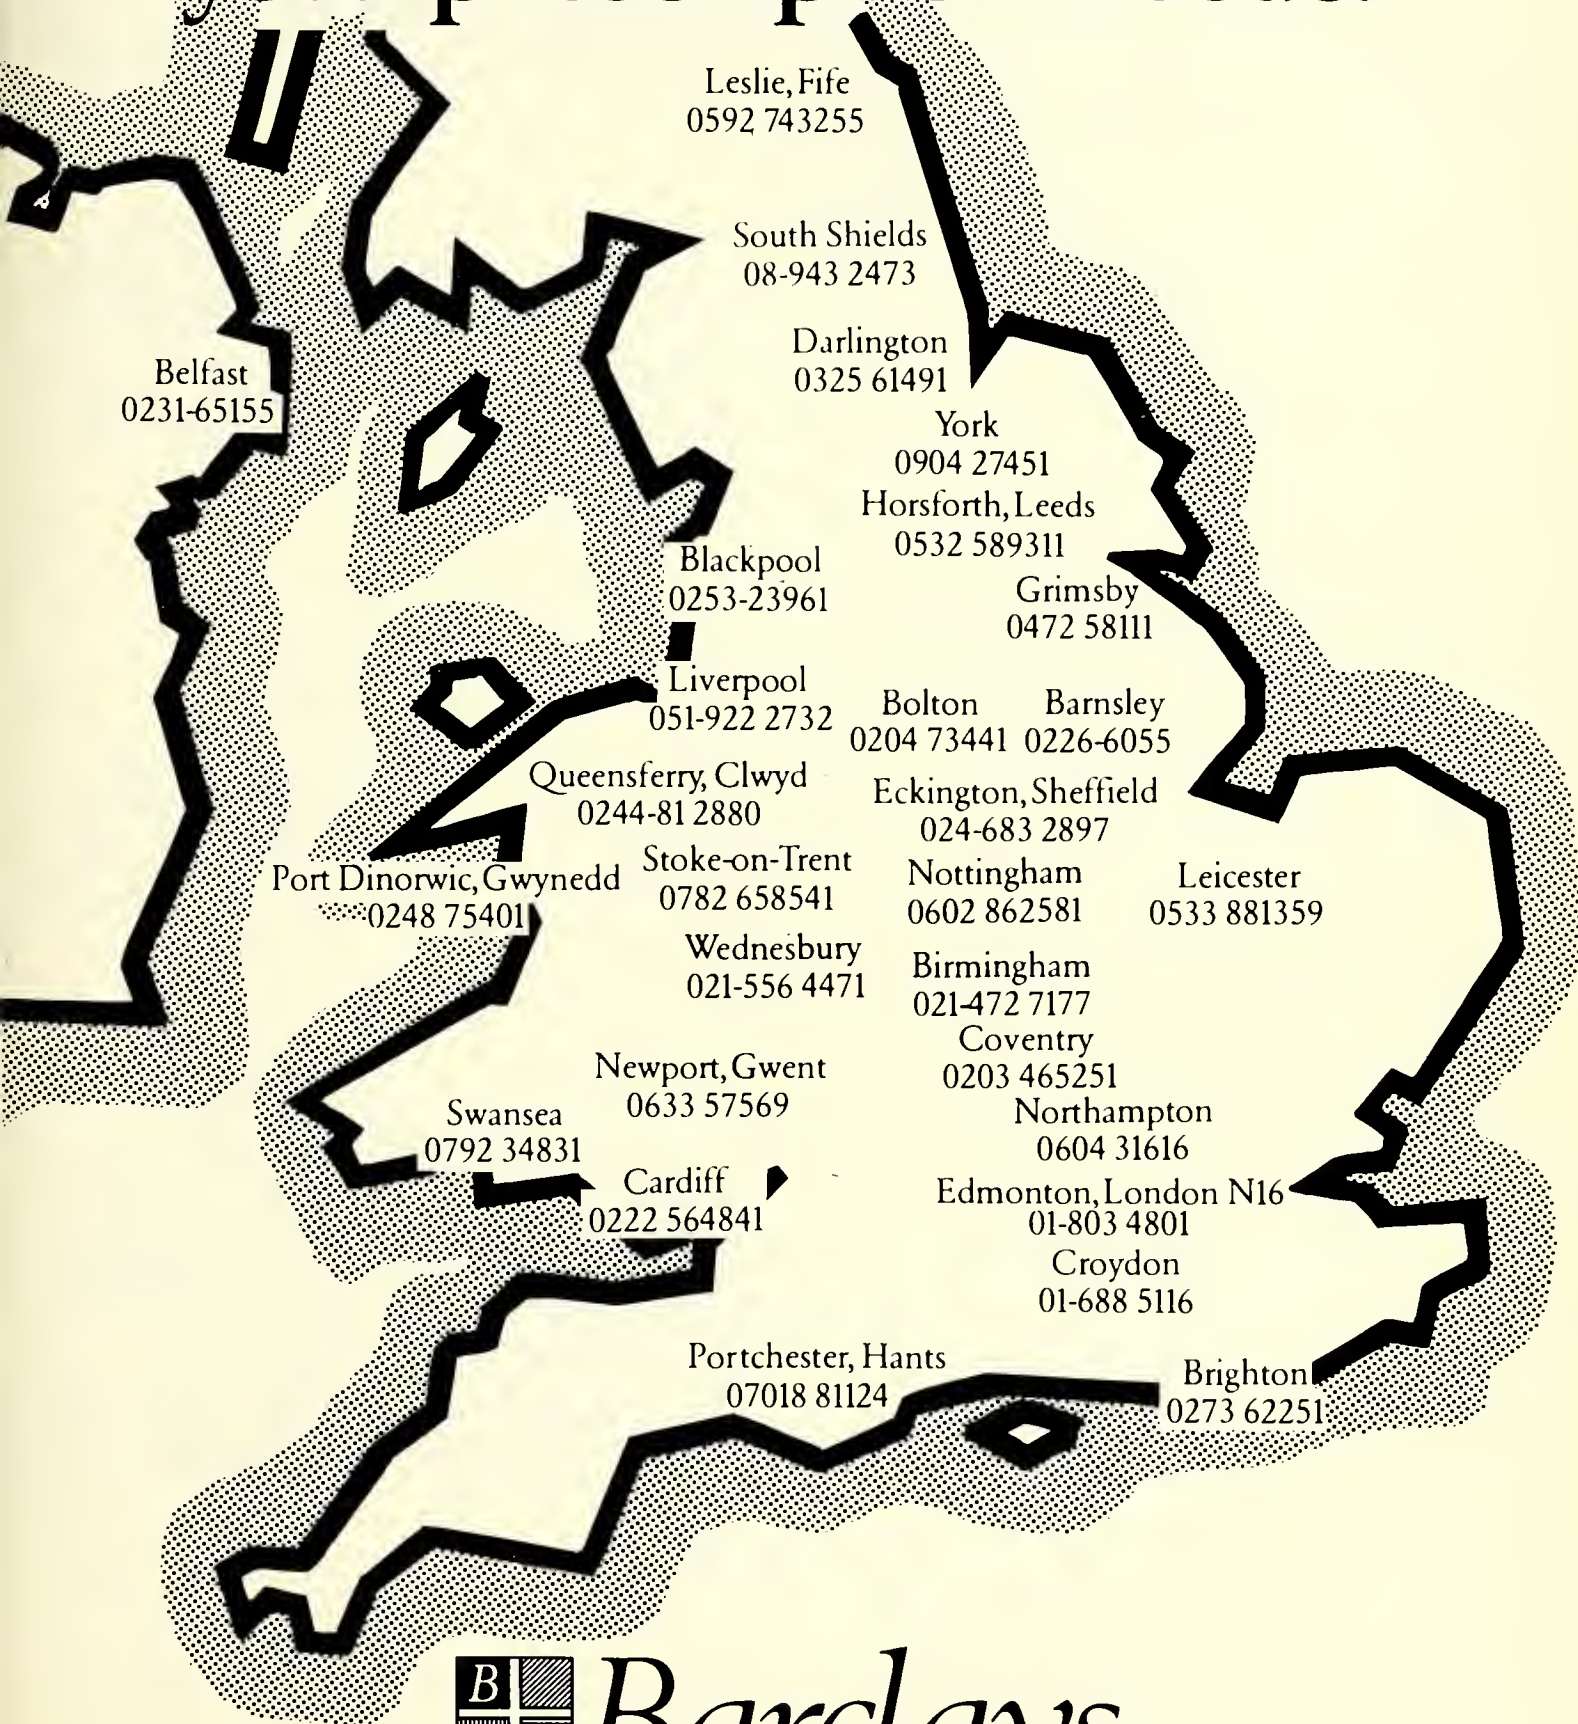 Leslie, Fife
0592 743255
South Shields
08-943 2473
Darlington
0325 61491
Belfast
0231-65155
York
0904 27451
Horsforth, Leeds
0532 589311
Blackpool
0253-23961
Grimsby
0472 58111
Liverpool
051-922 2732
Bolton
0204 73441
Barnsley
0226-6055
Queensferry, Clwyd
0244-81 2880
Eckington, Sheffield
024-683 2897
Port Dinorwic, Gwynedd
0248 75401
Stoke-on-Trent
0782 658541
Nottingham
0602 862581
Leicester
0533 881359
Wednesbury
021-556 4471
Birmingham
021-472 7177
Coventry
0203 465251
Newport, Gwent
0633 57569
Swansea
0792 34831
Northampton
0604 31616
Cardiff
0222 564841
Edmonton, London N16
01-803 4801
Croydon
01-688 5116
Portchester, Hants
07018 81124
Brighton
0273 62251
B Barclays